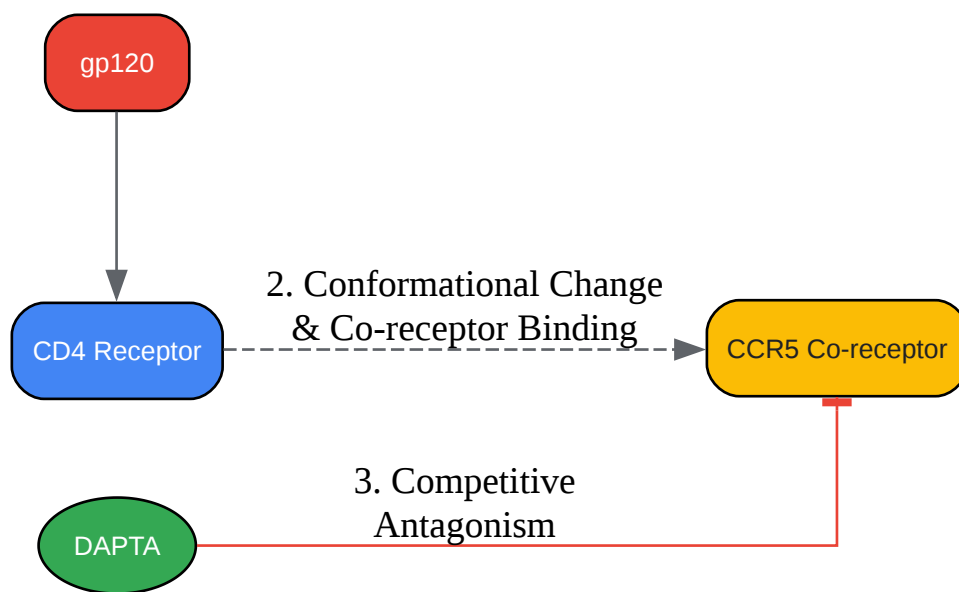 gp120
2. Conformational Change
& Co-receptor Binding
CD4 Receptor
CCR5 Co-receptor
3. Competitive
Antagonism
DAPTA